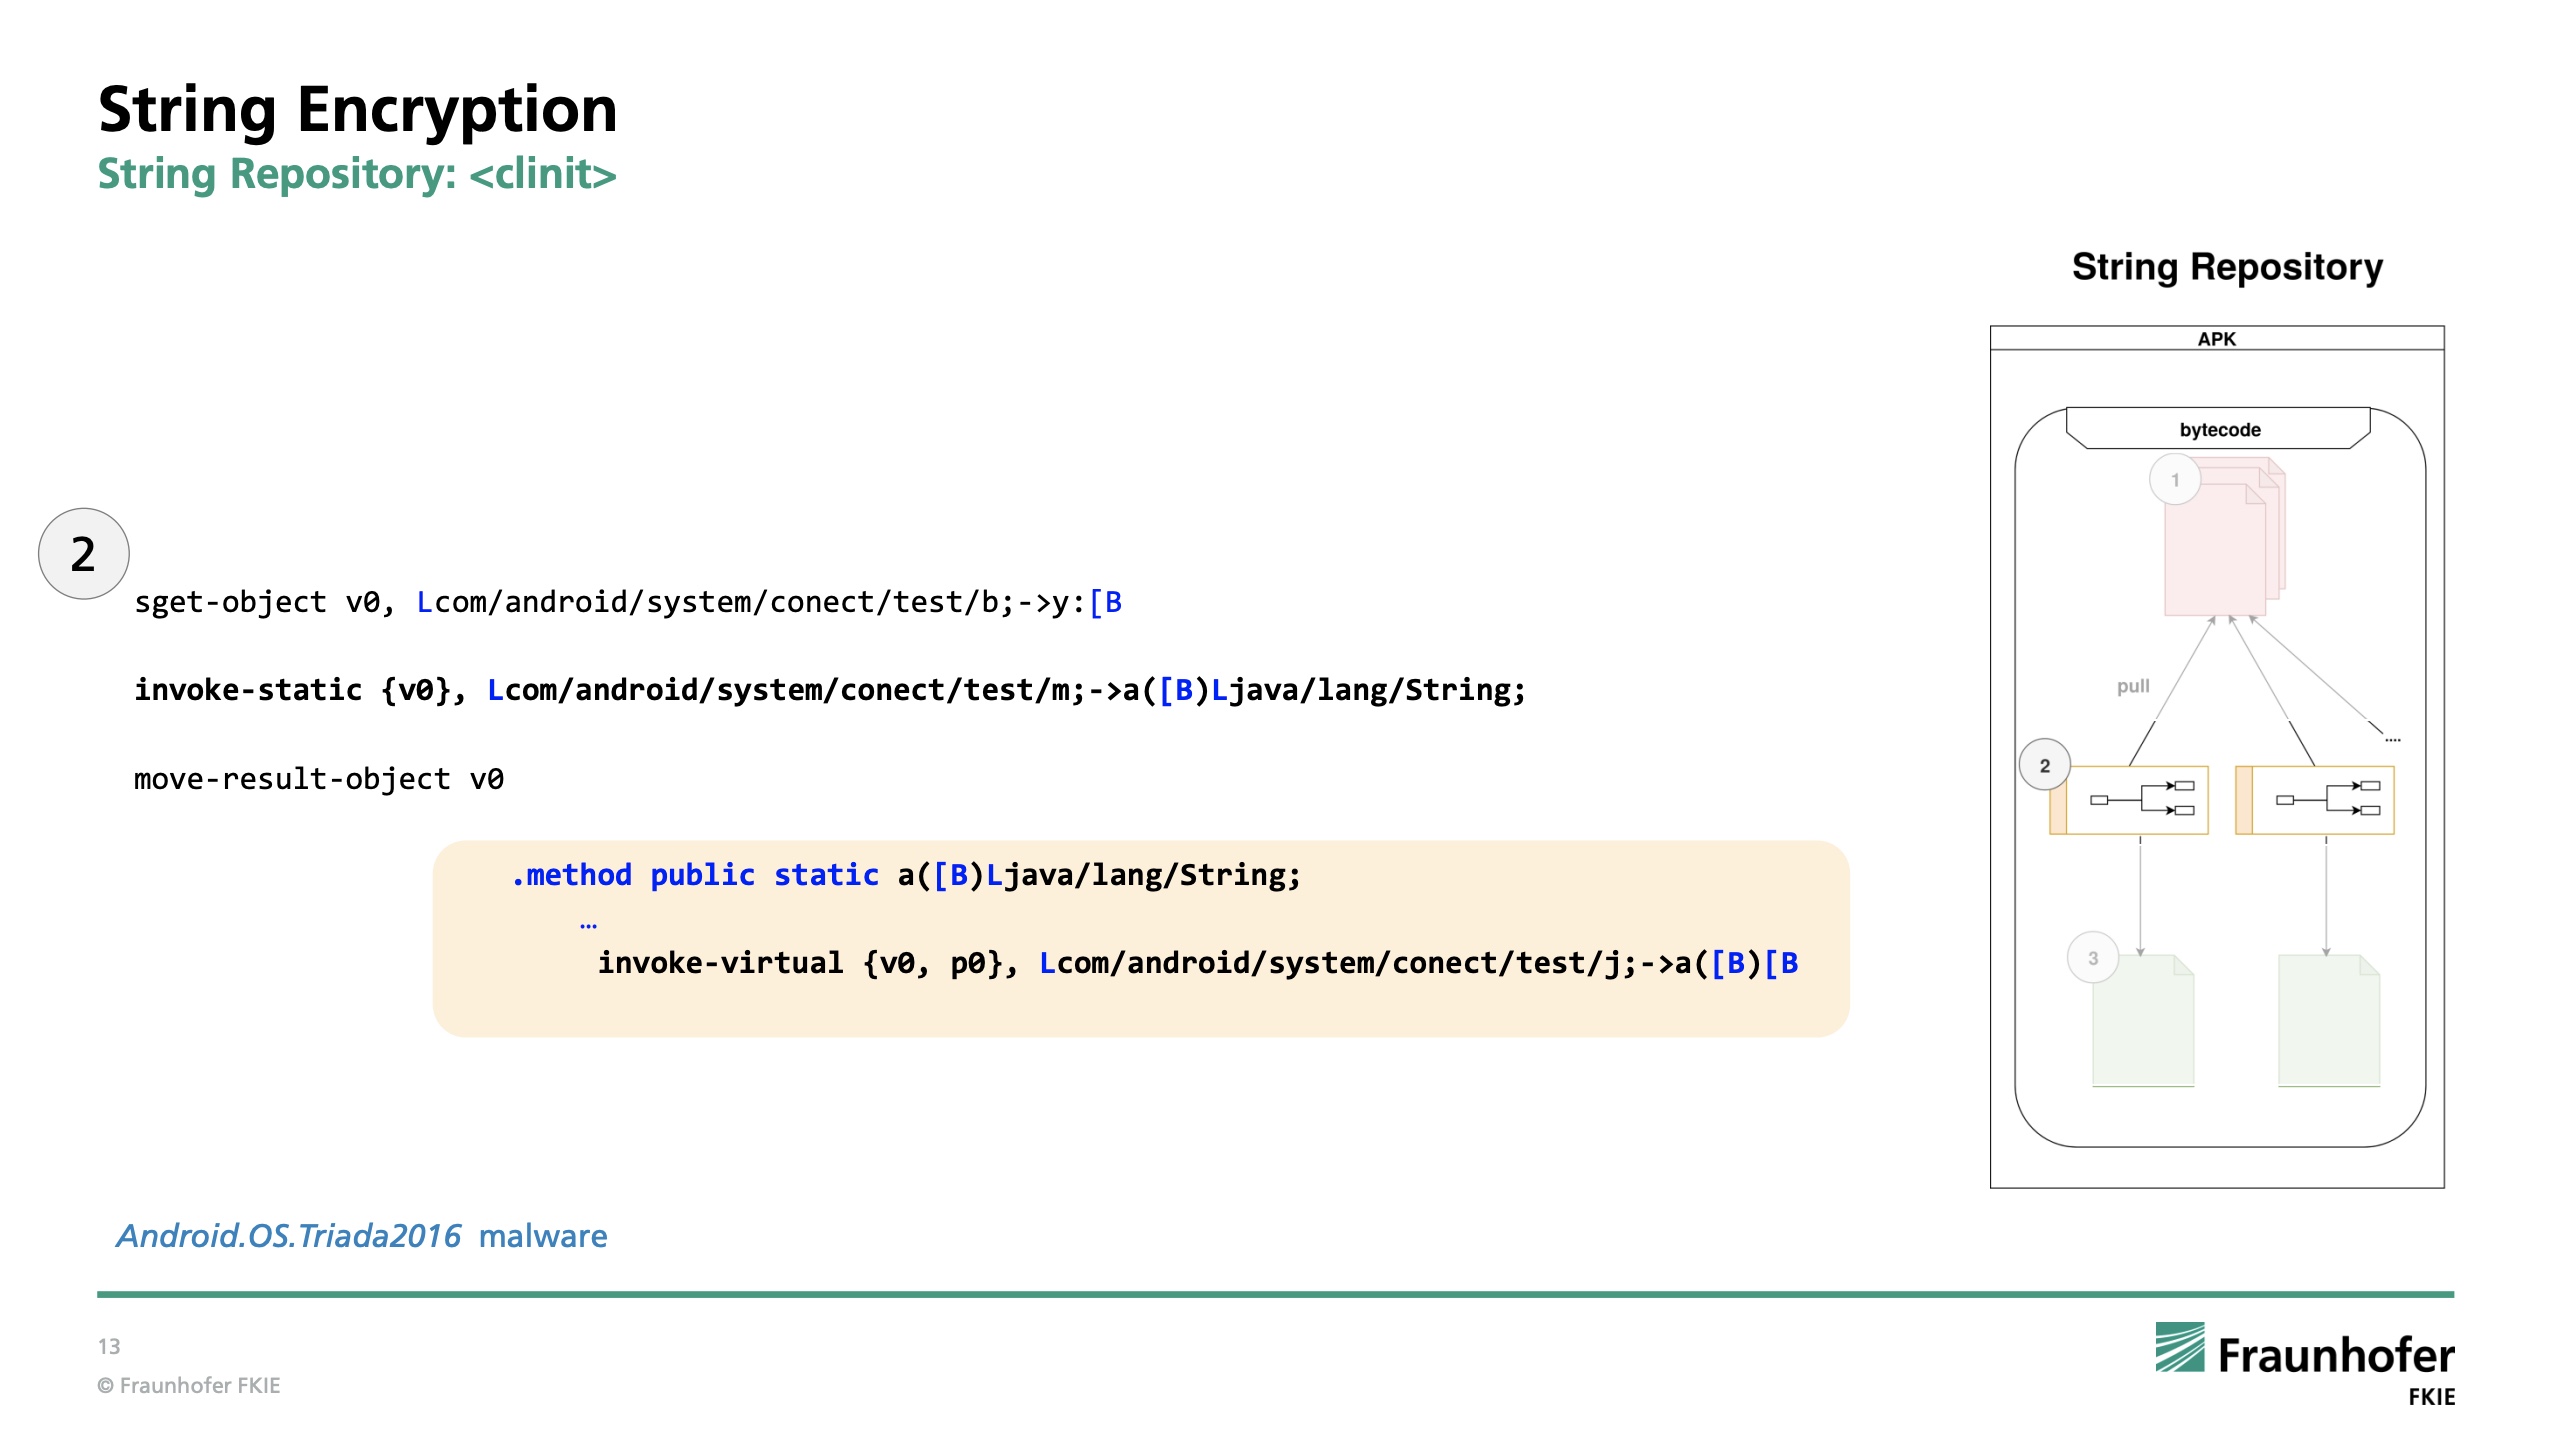 String Encryption
String Repository: <clinit>
2
sget-object v0, Lcom/android/system/conect/test/b;->y:[B
invoke-static {v0}, Lcom/android/system/conect/test/m;->a([B)Ljava/lang/String;
move-result-object v0
.method public static a([B)Ljava/lang/String;
…
invoke-virtual {v0, p0}, Lcom/android/system/conect/test/j;->a([B)[B
Android.OS.Triada2016 malware
String Repository
APK
bytecode
1
pull
....
2
3
13
© Fraunhofer FKIE
Fraunhofer
FKIE